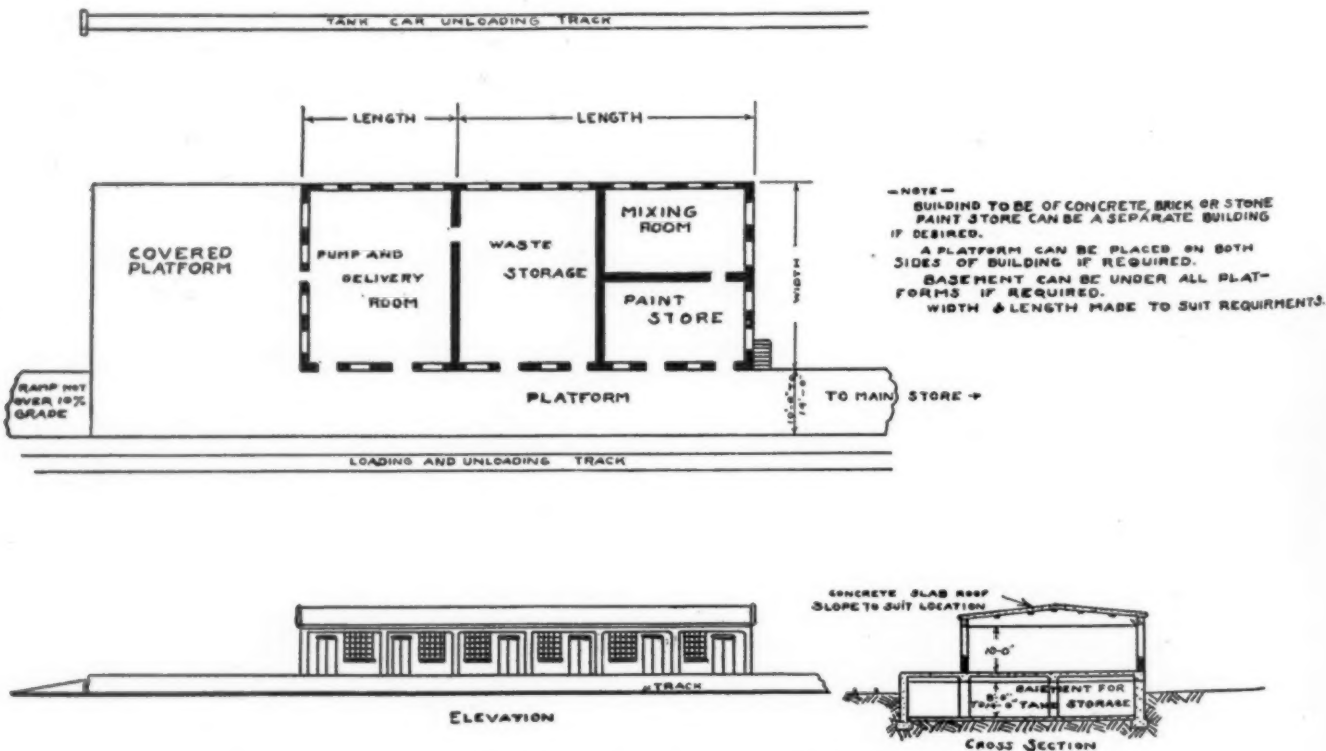 TANK CAR UNLOADING TRACK
LENGTH
LENGTH
COVERED
PLATFORM
PUMP AND
DELIVERY
ROOM
WASTE
STORAGE
MIXING
ROOM
PAINT
STORE
WIDTH
— NOTE —
BUILDIND TO BE OF CONCRETE, BRICK OR STONE
PAINT STORE CAN BE A SEPARATE BUILDING
IF DESIRED.
A PLATFORM CAN BE PLACED ON BOTH
SIDES OF BUILDING IF REQUIRED.
BASEMENT CAN BE UNDER ALL PLAT-
FORMS IF REQUIRED.
WIDTH & LENGTH MADE TO SUIT REQUIRMENTS.
RAMP NOT
OVER 10%
GRADE
PLATFORM
TO MAIN STORE
LOADING AND UNLOADING TRACK
TRACK
ELEVATION
CONCRETE SLAB ROOF
SLOPE TO SUIT LOCATION
10'-0"
BASEMENT FOR
TANK STORAGE
CROSS SECTION